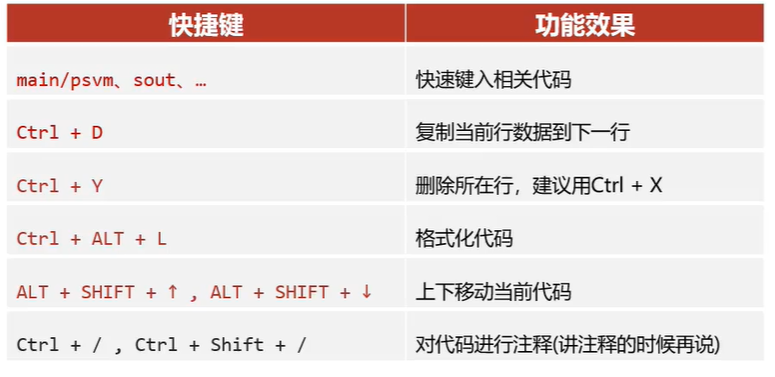 快捷键 功能效果
main/psvm、sout、… 快速键入相关代码
Ctrl + D 复制当前行数据到下一行
Ctrl + Y 删除所在行，建议用Ctrl + X
Ctrl + ALT + L 格式化代码
ALT + SHIFT + ↑ , ALT + SHIFT + ↓ 上下移动当前代码
Ctrl + / , Ctrl + Shift + / 对代码进行注释(讲注释的时候再说)